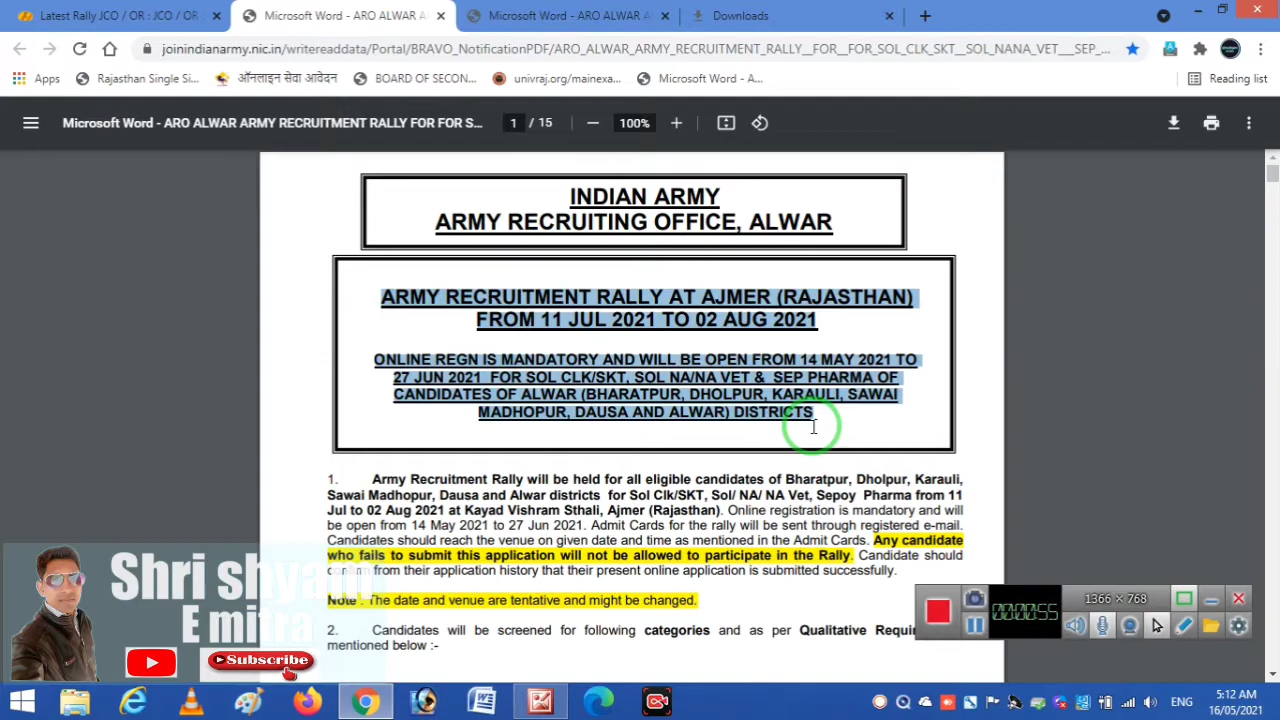 Latest Rally JCO / OR : JCO / OR
Microsoft Word - ARO ALWAR A
Microsoft Word - ARO ALWAR A
Downloads
joinindianarmy.nic.in/writereaddata/Portal/BRAVO_NotificationPDF/ARO_ALWAR_ARMY_RECRUITMENT_RALLY__FOR__FOR_SOL_CLK_SKT__SOL_NANA_VET___SEP_...
Apps
Rajasthan Single Si...
ऑनलाइन सेवा आवेदन
BOARD OF SECON...
univraj.org/mainexa...
Microsoft Word - A...
Reading list
Microsoft Word - ARO ALWAR ARMY RECRUITMENT RALLY FOR FOR S...
1 / 15
100%
INDIAN ARMY
ARMY RECRUITING OFFICE, ALWAR
ARMY RECRUITMENT RALLY AT AJMER (RAJASTHAN)
FROM 11 JUL 2021 TO 02 AUG 2021
ONLINE REGN IS MANDATORY AND WILL BE OPEN FROM 14 MAY 2021 TO
27 JUN 2021 FOR SOL CLK/SKT, SOL NA/NA VET & SEP PHARMA OF
CANDIDATES OF ALWAR (BHARATPUR, DHOLPUR, KARAULI, SAWAI
MADHOPUR, DAUSA AND ALWAR) DISTRICTS
1. Army Recruitment Rally will be held for all eligible candidates of Bharatpur, Dholpur, Karauli,
Sawai Madhopur, Dausa and Alwar districts for Sol Clk/SKT, Sol/ NA/ NA Vet, Sepoy Pharma from 11
Jul to 02 Aug 2021 at Kayad Vishram Sthali, Ajmer (Rajasthan). Online registration is mandatory and will
be open from 14 May 2021 to 27 Jun 2021. Admit Cards for the rally will be sent through registered e-mail.
Candidates should reach the venue on given date and time as mentioned in the Admit Cards. Any candidate
who fails to submit this application will not be allowed to participate in the Rally. Candidate should
from their application history that their present online application is submitted successfully.
Note : The date and venue are tentative and might be changed.
2. Candidates will be screened for following categories and as per Qualitative Requir
mentioned below :-
Shri shyam
E mitra
Subscribe
00:00:55
1366 × 768
ENG
5:12 AM
16/05/2021